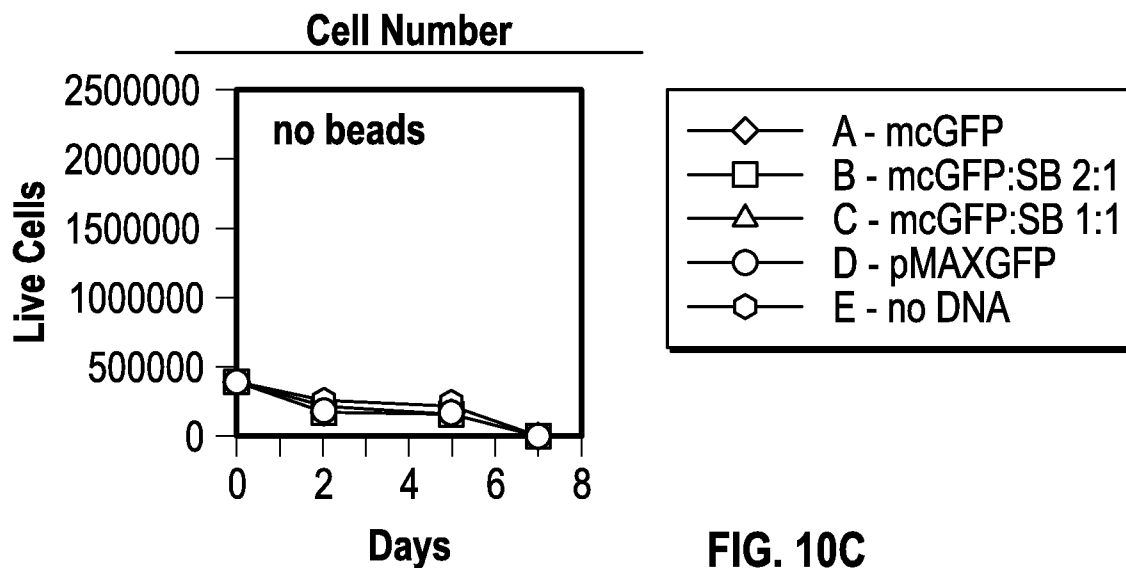 Cell Number
2500000
2000000
1500000
1000000
500000
0
Live Cells
no beads
0 2 4 6 8
Days
A - mcGFP
B - mcGFP:SB 2:1
C - mcGFP:SB 1:1
D - pMAXGFP
E - no DNA
FIG. 10C